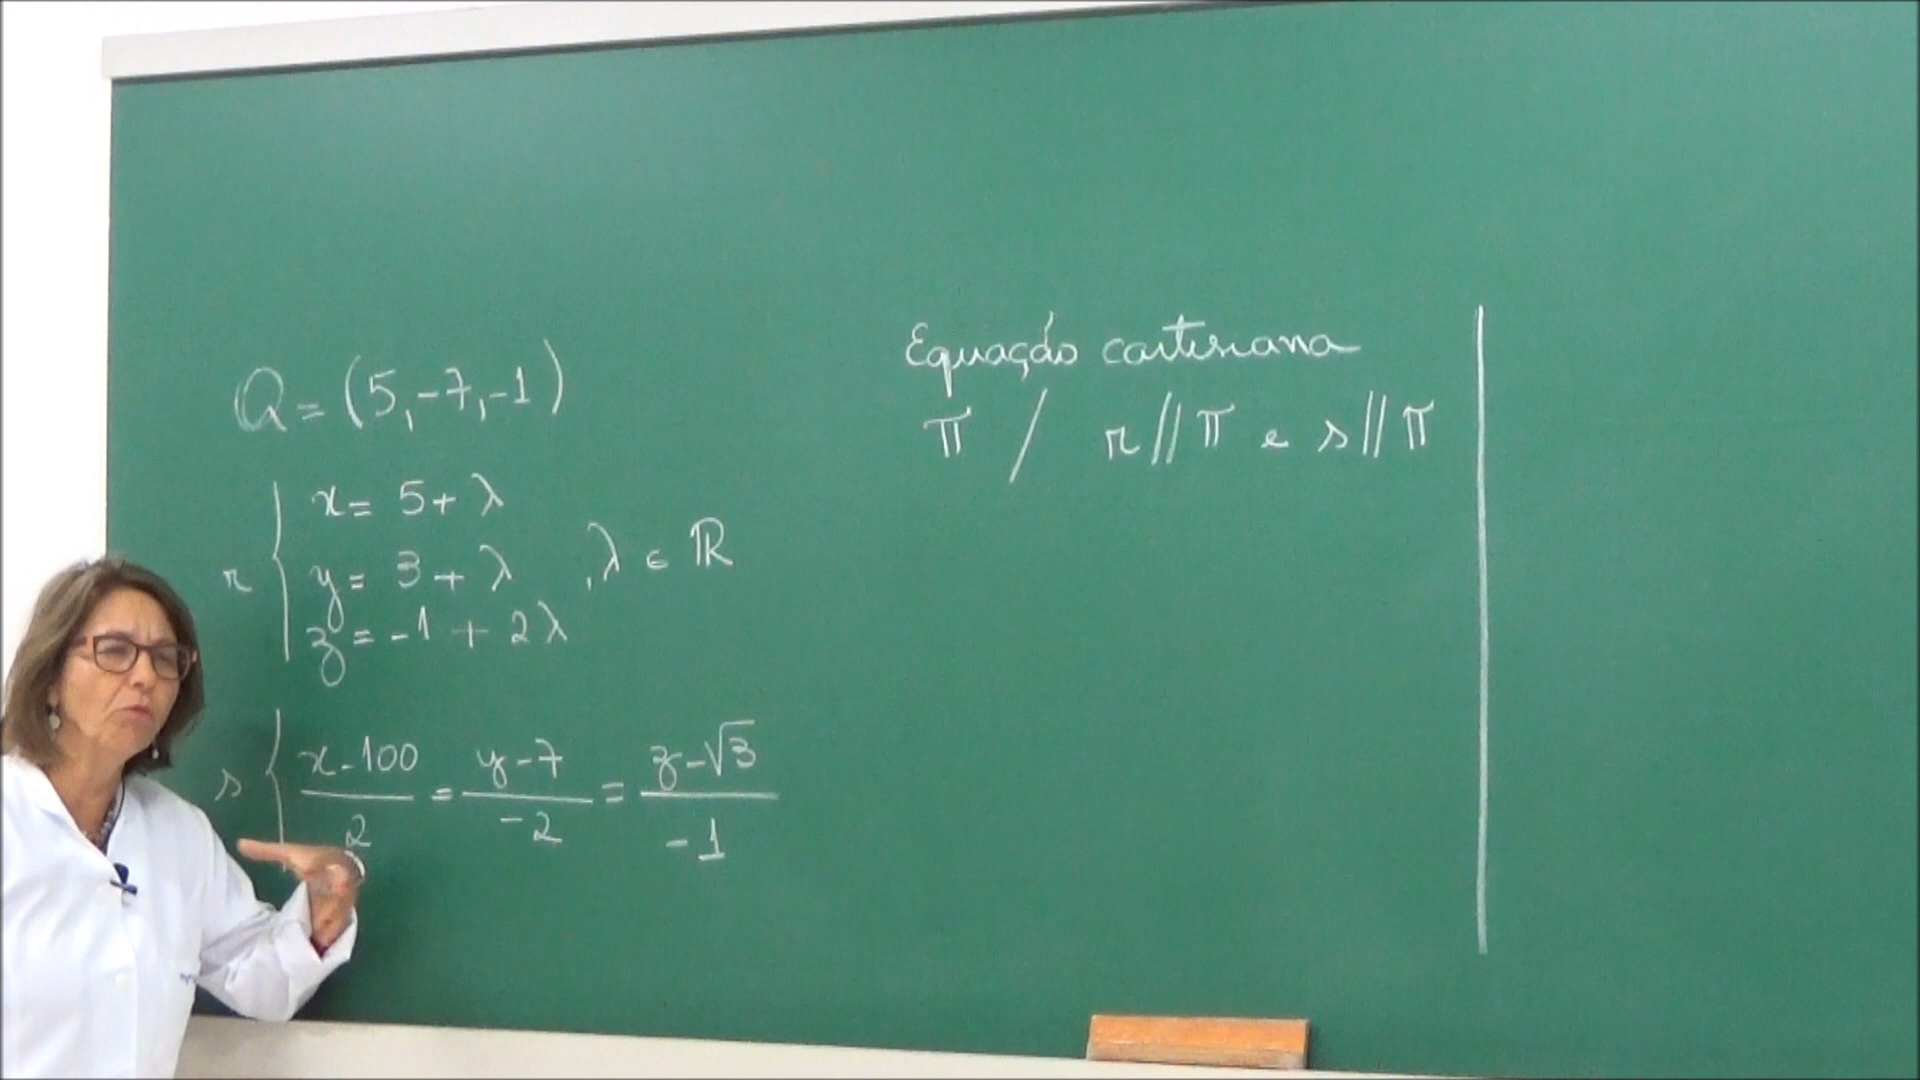 Q = (5, -7, -1)
r { x = 5 + λ
y = 3 + λ , λ ∈ ℝ
z = -1 + 2λ
s { x - 100 / 2 = y - 7 / -2 = z - √3 / -1
Equação cartesiana
π / r // π e s // π